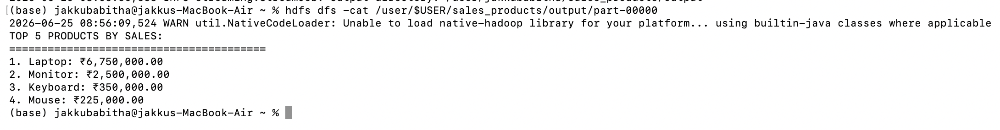 (base) jakkubabitha@jakkus-MacBook-Air ~ % hdfs dfs -cat /user/$USER/sales_products/output/part-00000
2026-06-25 08:56:09,524 WARN util.NativeCodeLoader: Unable to load native-hadoop library for your platform... using builtin-java classes where applicable
TOP 5 PRODUCTS BY SALES:
========================================
1. Laptop: ₹6,750,000.00
2. Monitor: ₹2,500,000.00
3. Keyboard: ₹350,000.00
4. Mouse: ₹225,000.00
(base) jakkubabitha@jakkus-MacBook-Air ~ %